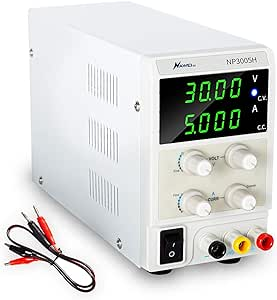 NP3005H
30.00 V
C.V.
5.000 A
C.C.
VOLT
V
A
CURR